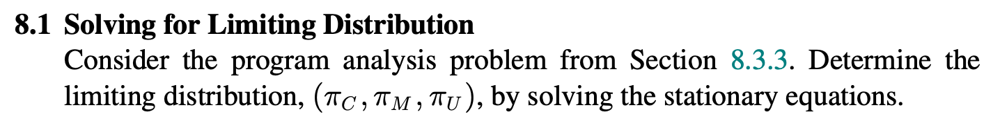 8.1 Solving for Limiting Distribution
Consider the program analysis problem from Section 8.3.3. Determine the
limiting distribution, (π_C, π_M, π_U), by solving the stationary equations.